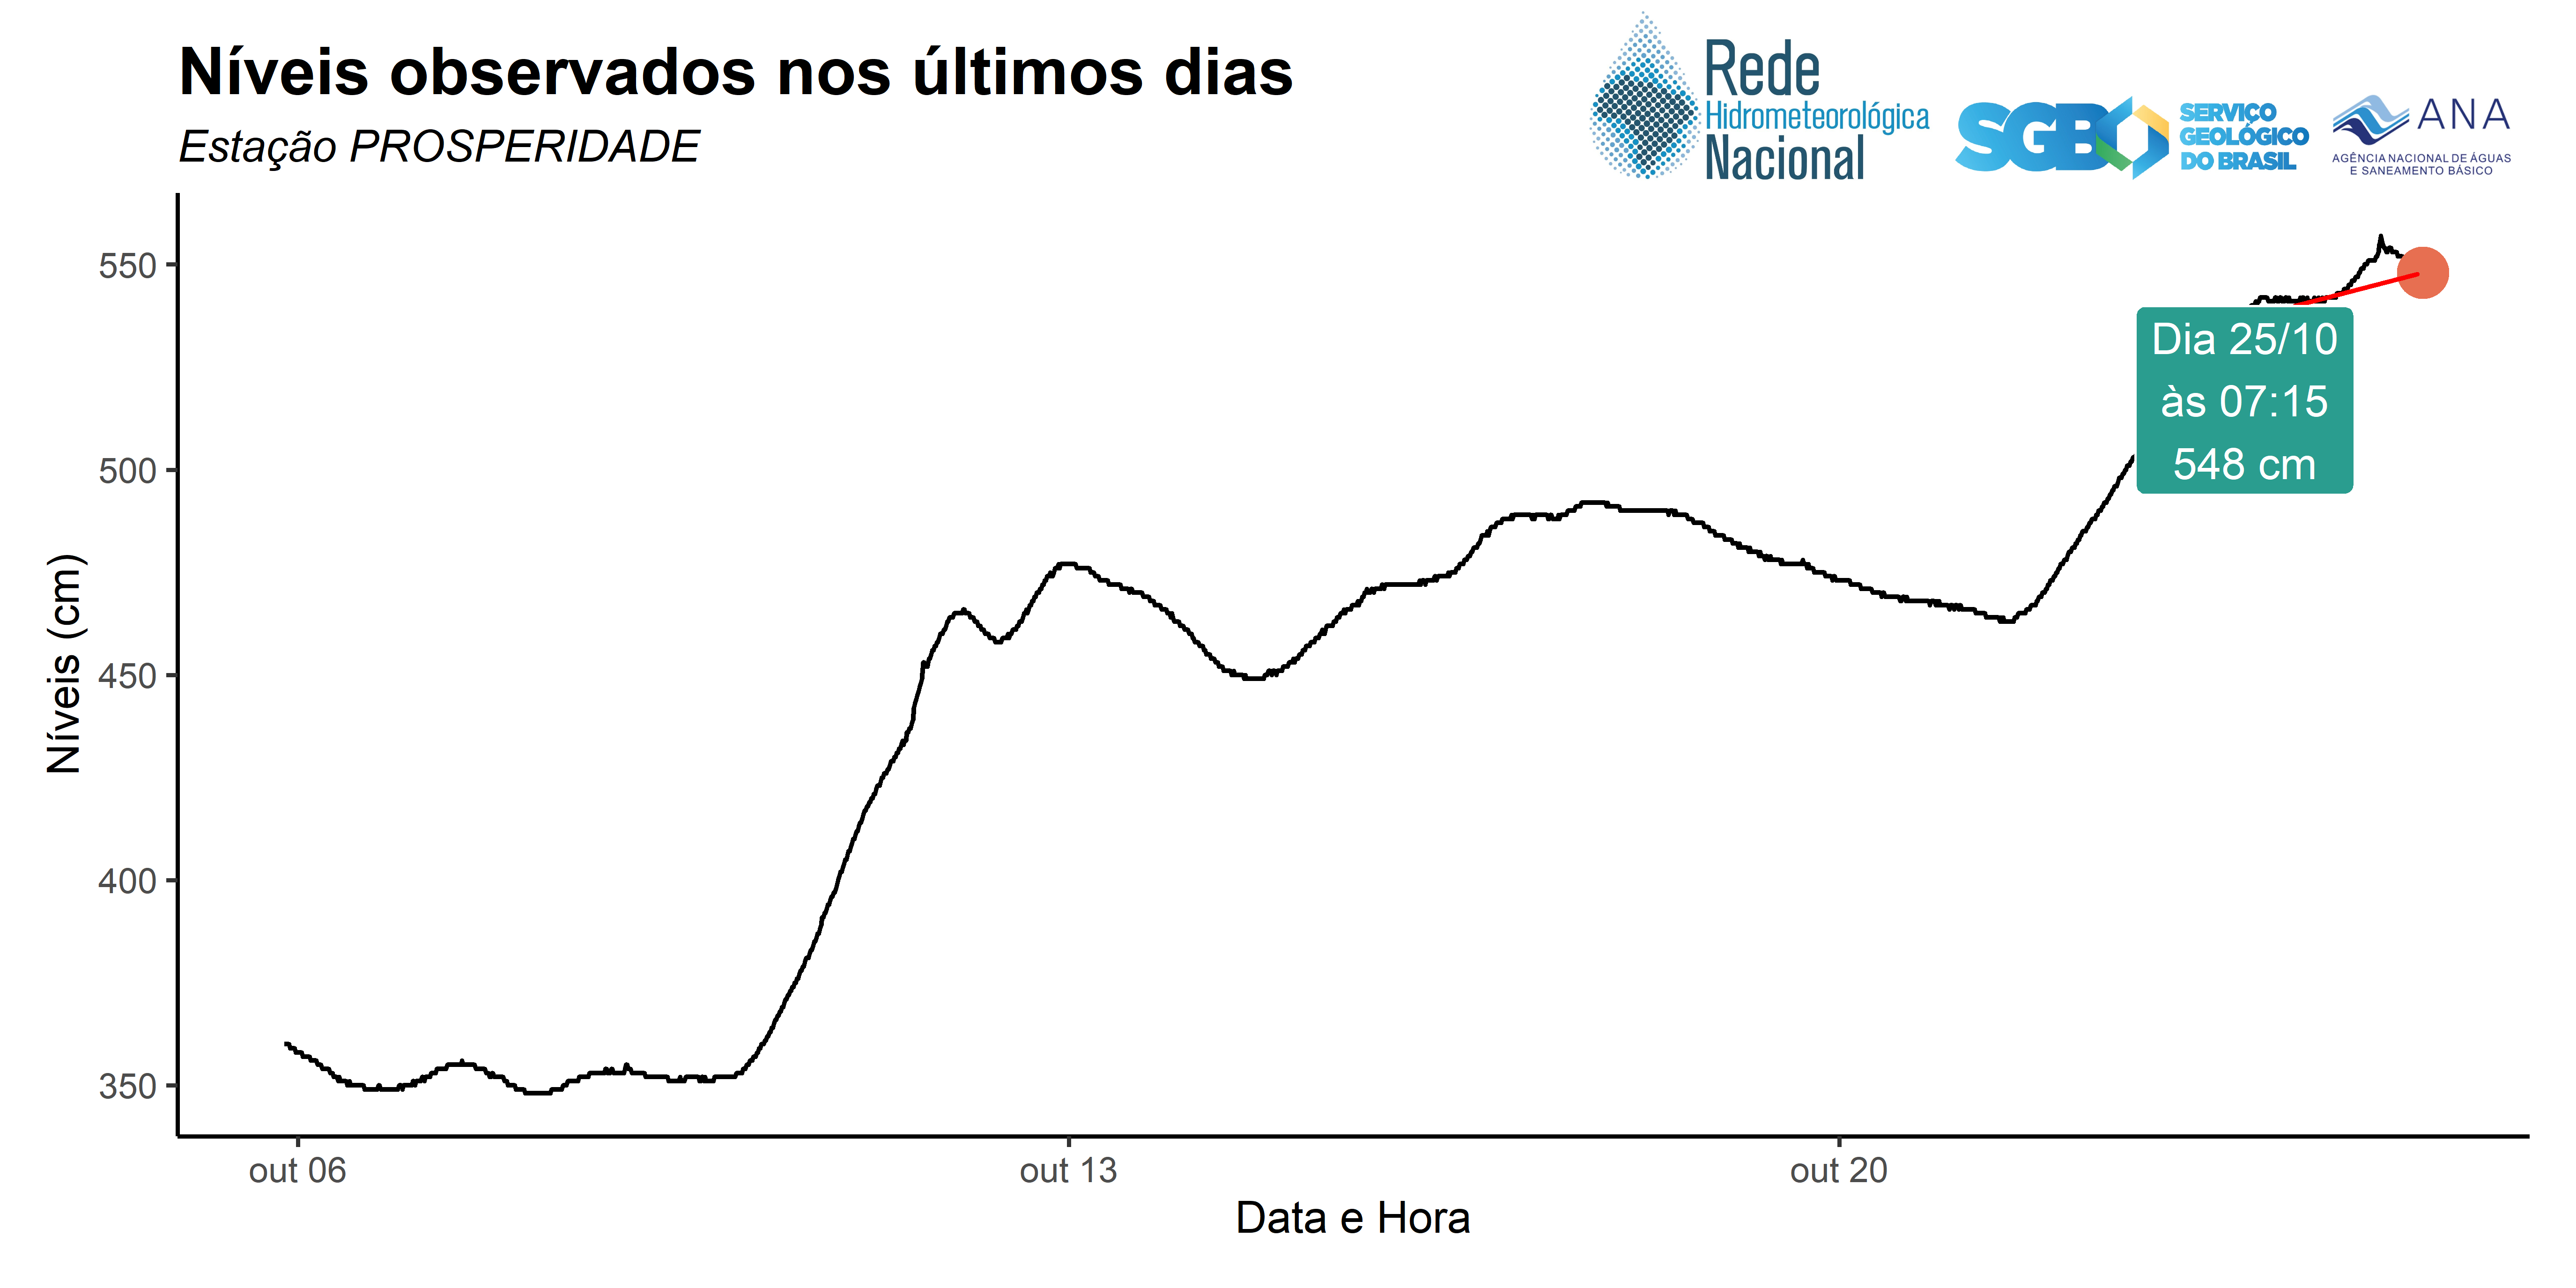 Níveis observados nos últimos dias
Estação PROSPERIDADE
Rede
Hidrometeorológica
Nacional
SGB
SERVIÇO
GEOLÓGICO
DO BRASIL
ANA
AGÊNCIA NACIONAL DE ÁGUAS
E SANEAMENTO BÁSICO
Níveis (cm)
550
500
450
400
350
Dia 25/10
às 07:15
548 cm
out 06
out 13
out 20
Data e Hora